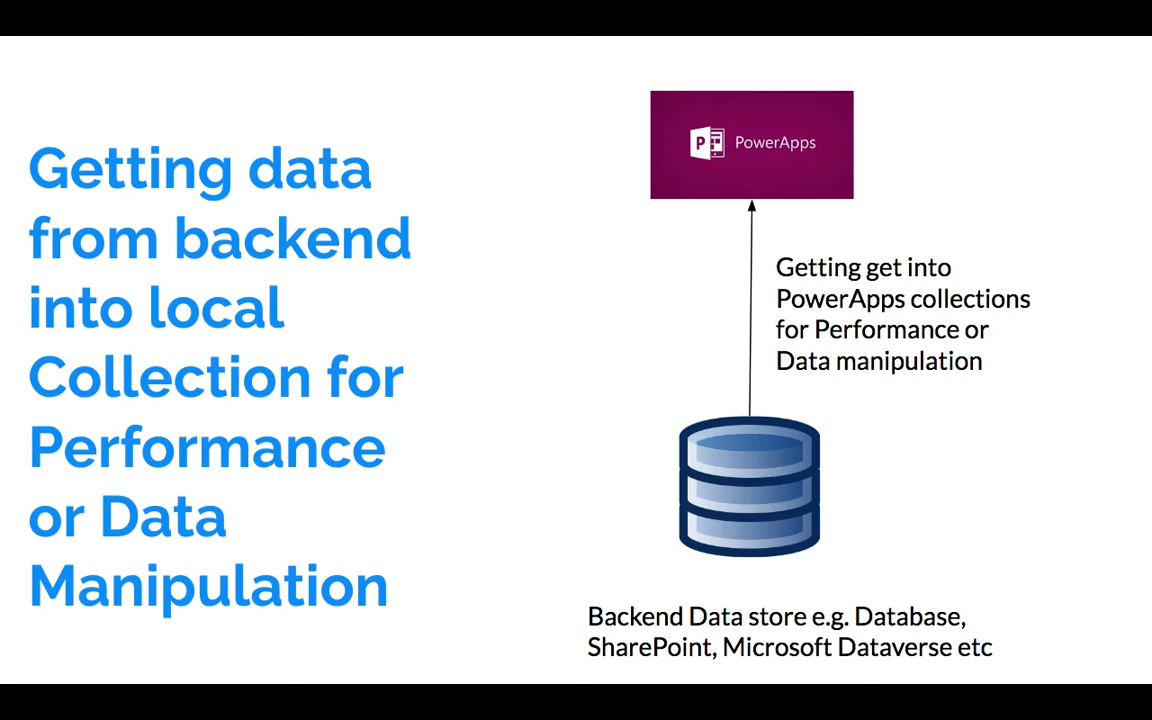 Getting data
from backend
into local
Collection for
Performance
or Data
Manipulation
P PowerApps
Getting get into
PowerApps collections
for Performance or
Data manipulation
Backend Data store e.g. Database,
SharePoint, Microsoft Dataverse etc